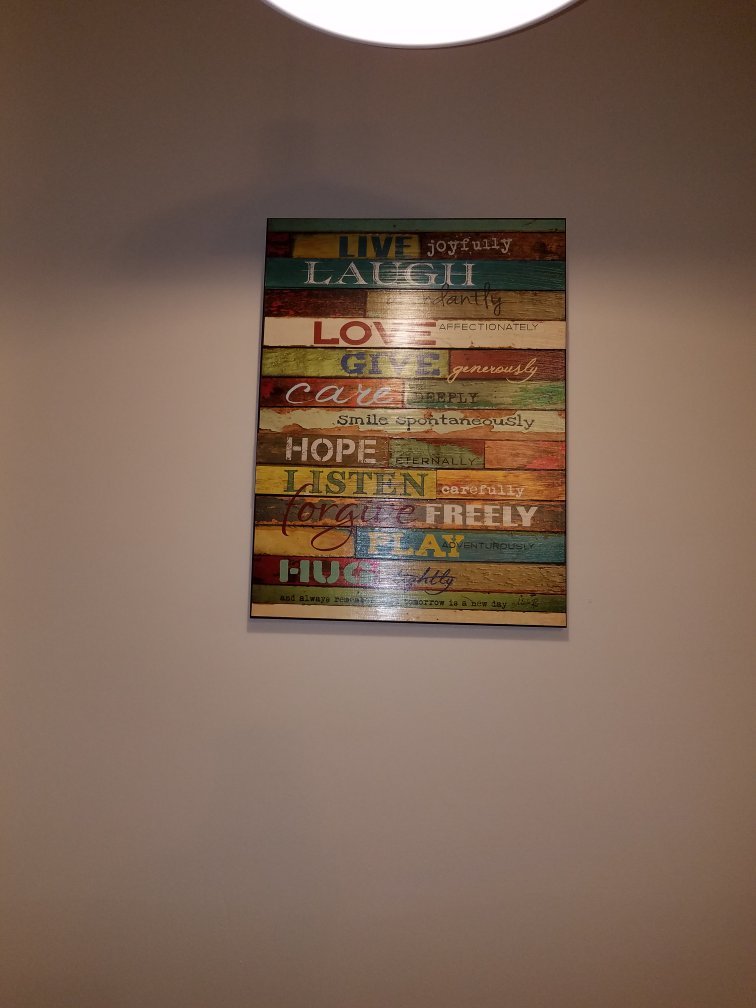 LIVE joyfully
LAUGH
LOVE AFFECTIONATELY
GIVE generously
care DEEPLY
smile spontaneously
HOPE ETERNALLY
LISTEN carefully
forgive FREELY
PLAY ADVENTUROUSLY
HUG tightly
and always remember tomorrow is a new day